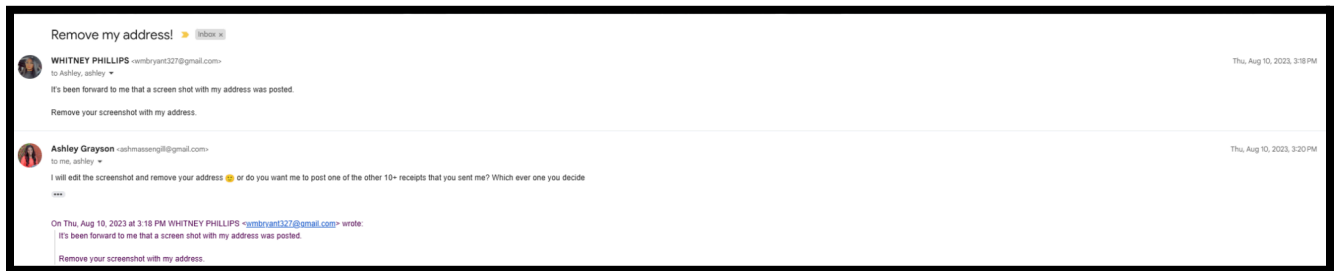 Remove my address! Inbox x
WHITNEY PHILLIPS <wmbryant327@gmail.com> Thu, Aug 10, 2023, 3:18 PM
to Ashley, ashley
It's been forward to me that a screen shot with my address was posted.
Remove your screenshot with my address.
Ashley Grayson <ashmassengill@gmail.com> Thu, Aug 10, 2023, 3:20 PM
to me, ashley
I will edit the screenshot and remove your address 🙂 or do you want me to post one of the other 10+ receipts that you sent me? Which ever one you decide
•••
On Thu, Aug 10, 2023 at 3:18 PM WHITNEY PHILLIPS <wmbryant327@gmail.com> wrote:
It's been forward to me that a screen shot with my address was posted.
Remove your screenshot with my address.